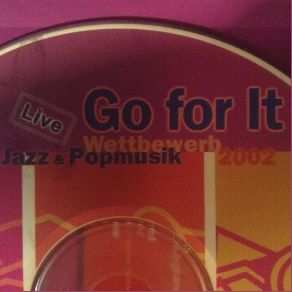 Live
Go for It
Wettbewerb
Jazz & Popmusik 2002